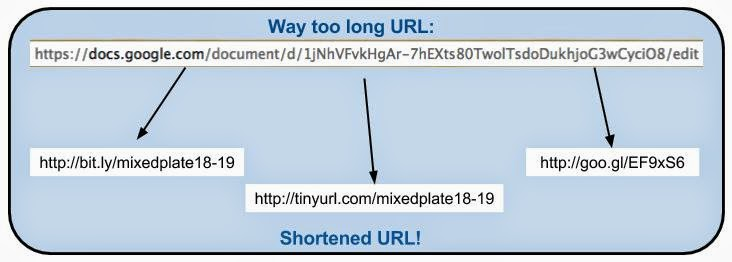 Way too long URL:
https://docs.google.com/document/d/1jNhVFvkHgAr-7hEXts80TwolTsdoDukhjoG3wCyciO8/edit
http://bit.ly/mixedplate18-19
http://goo.gl/EF9xS6
http://tinyurl.com/mixedplate18-19
Shortened URL!